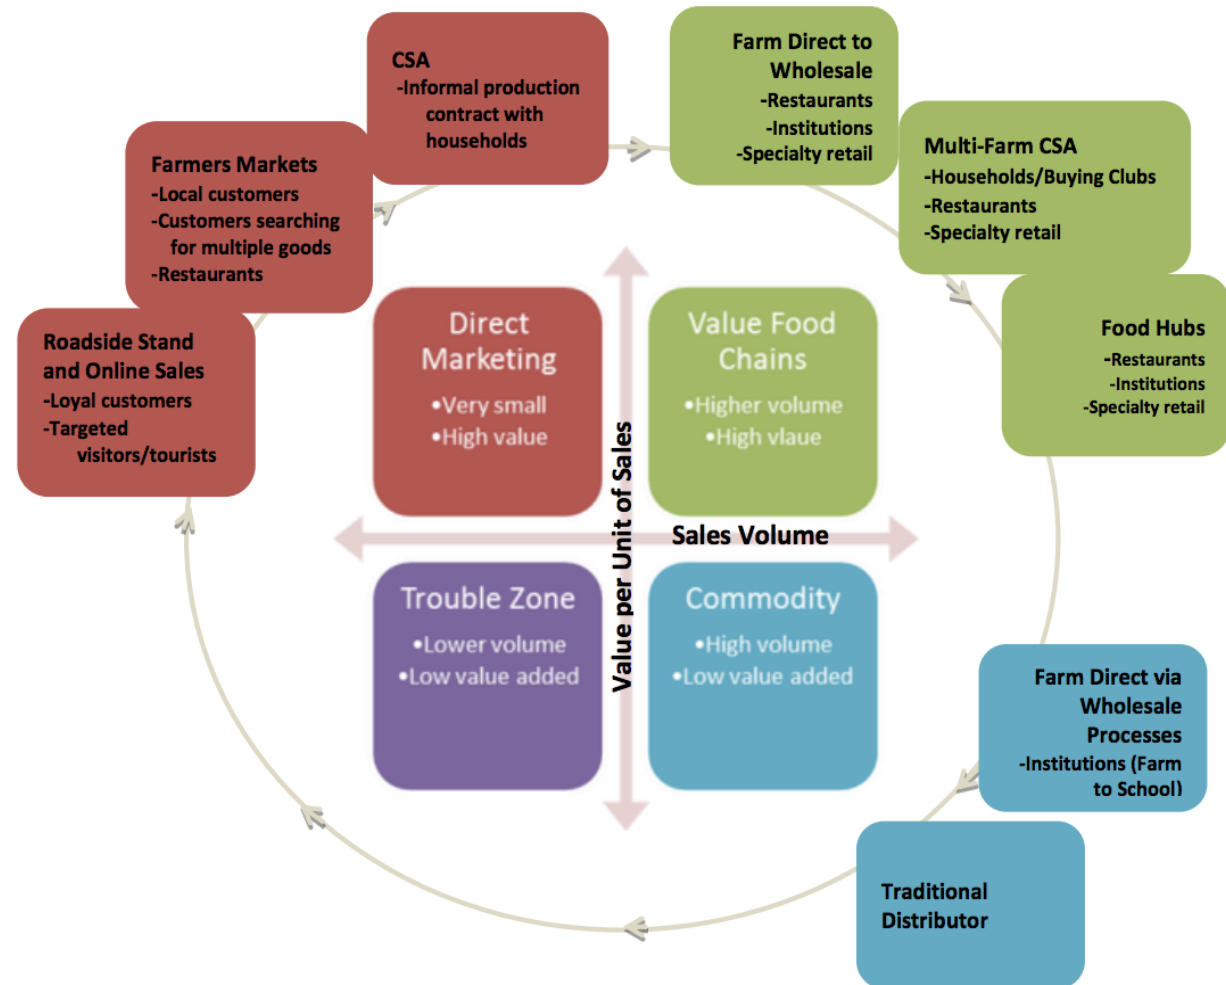 CSA
-Informal production
contract with
households
Farm Direct to
Wholesale
-Restaurants
-Institutions
-Specialty retail
Farmers Markets
-Local customers
-Customers searching
for multiple goods
-Restaurants
Multi-Farm CSA
-Households/Buying Clubs
-Restaurants
-Specialty retail
Roadside Stand
and Online Sales
-Loyal customers
-Targeted
visitors/tourists
Food Hubs
-Restaurants
-Institutions
-Specialty retail
Direct
Marketing
•Very small
•High value
Value Food
Chains
•Higher volume
•High vlaue
Value per Unit of Sales
Sales Volume
Trouble Zone
•Lower volume
•Low value added
Commodity
•High volume
•Low value added
Farm Direct via
Wholesale
Processes
-Institutions (Farm
to School)
Traditional
Distributor